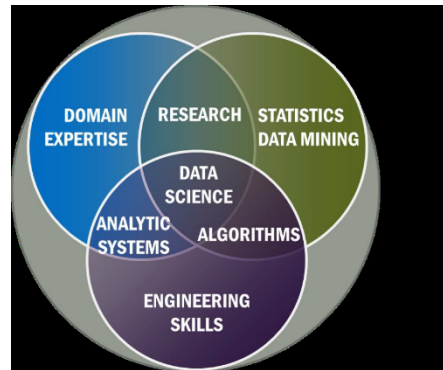 DOMAIN
EXPERTISE
RESEARCH
STATISTICS
DATA MINING
DATA
SCIENCE
ANALYTIC
SYSTEMS
ALGORITHMS
ENGINEERING
SKILLS